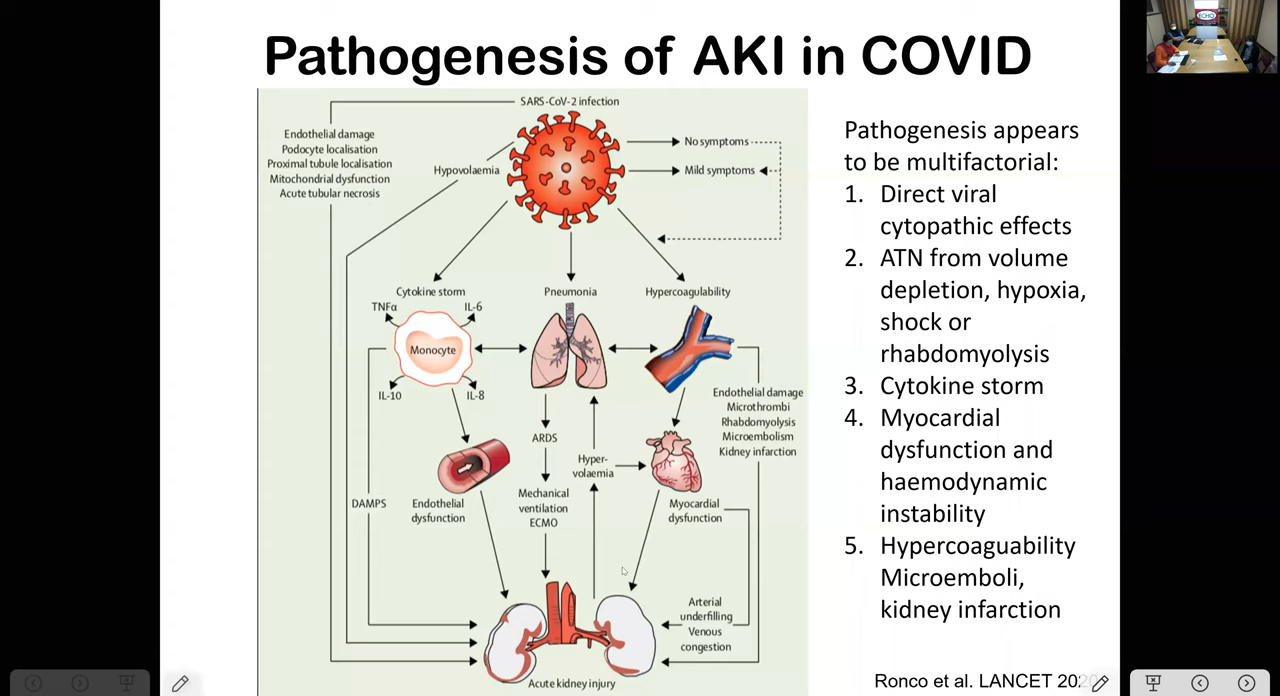 Pathogenesis of AKI in COVID
SARS-CoV-2 infection
Endothelial damage
Podocyte localisation
Proximal tubule localisation
Mitochondrial dysfunction
Acute tubular necrosis
Hypovolaemia
No symptoms
Mild symptoms
Cytokine storm
Pneumonia
Hypercoagulability
TNFα
IL-6
Monocyte
IL-10
IL-8
Endothelial damage
Microthrombi
Rhabdomyolysis
Microembolism
Kidney infarction
ARDS
Hyper-
volaemia
DAMPS
Endothelial
dysfunction
Mechanical
ventilation
ECMO
Myocardial
dysfunction
Arterial
underfilling
Venous
congestion
Acute kidney injury
Pathogenesis appears
to be multifactorial:
1. Direct viral
cytopathic effects
2. ATN from volume
depletion, hypoxia,
shock or
rhabdomyolysis
3. Cytokine storm
4. Myocardial
dysfunction and
haemodynamic
instability
5. Hypercoaguability
Microemboli,
kidney infarction
Ronco et al. LANCET
ECHO